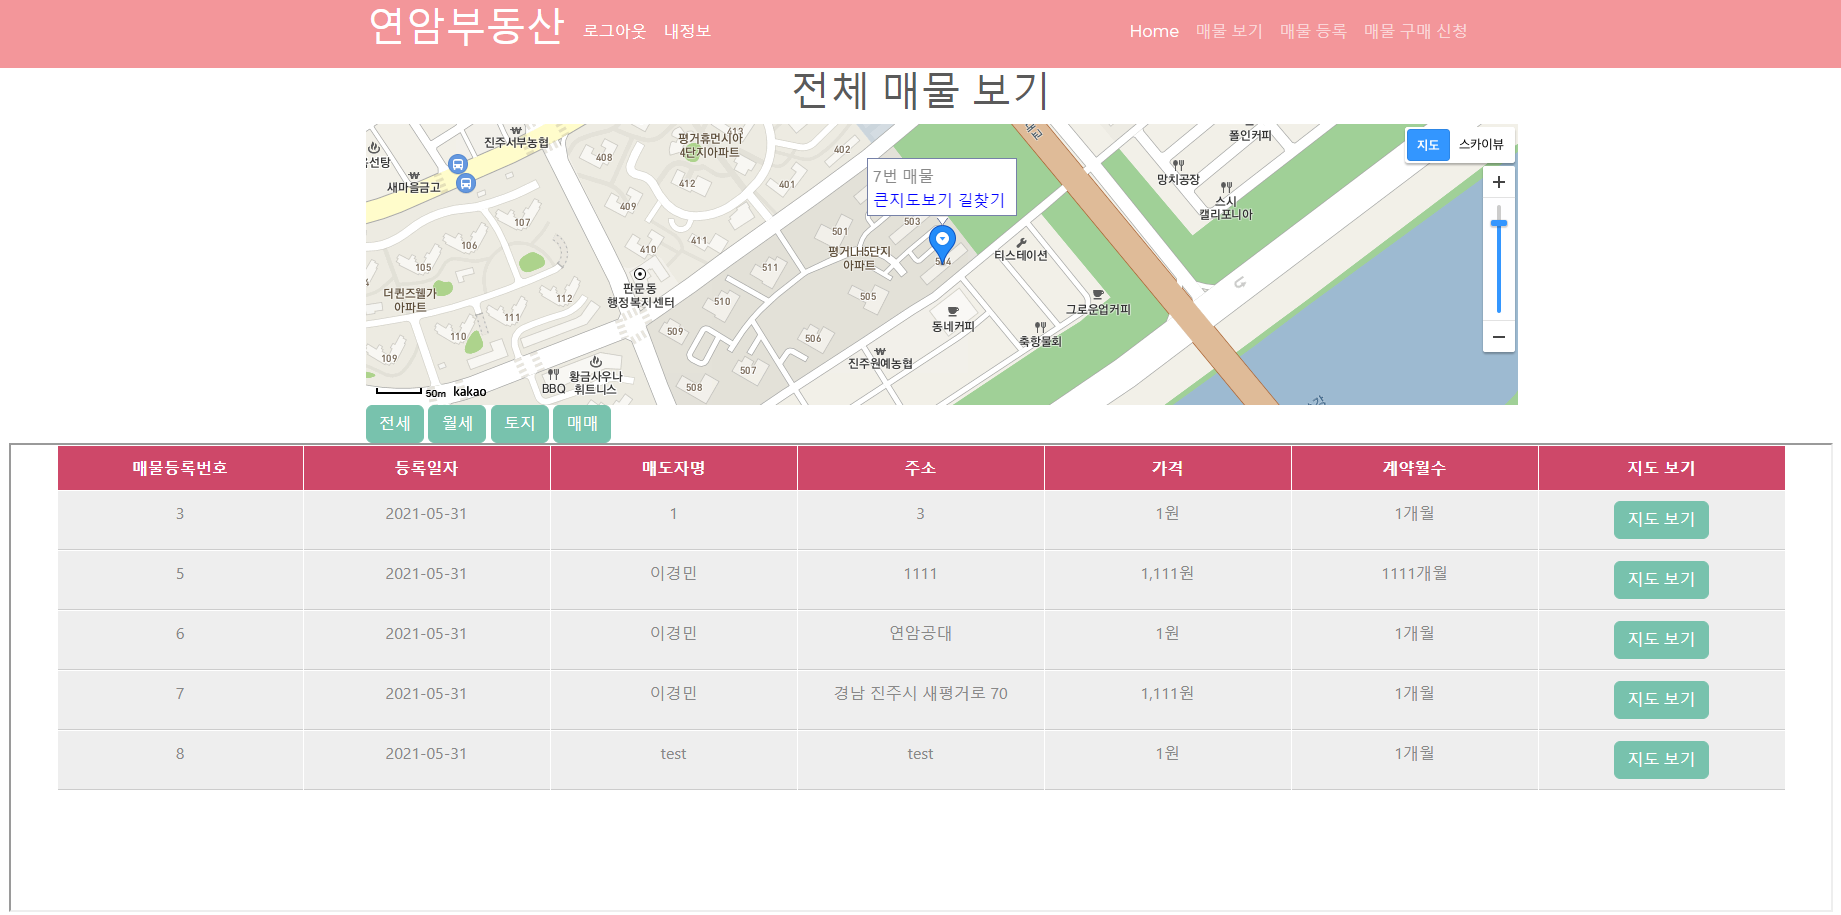 연암부동산 로그아웃 내정보 Home 매물 보기 매물 등록 매물 구매 신청
전체 매물 보기
진주서부농협
평거휴먼시아
4단지아파트
413
402
폴인커피
지도 스카이뷰
408
새마을금고
412
401
7번 매물
큰지도보기 길찾기
망치공장
스시
캘리포니아
409
107
501
503
106
411
410
평거LH5단지
아파트
티스테이션
105
511
판문동
행정복지센터
더퀸즈웰가
아파트
112
510
505
그로운업커피
111
동네커피
110
509
506
축항물회
109
진주원예농협
507
508
BBQ
황금사우나
휘트니스
50m kakao
전세 월세 토지 매매
매물등록번호 등록일자 매도자명 주소 가격 계약월수 지도 보기
3 2021-05-31 1 3 1원 1개월 지도 보기
5 2021-05-31 이경민 1111 1,111원 1111개월 지도 보기
6 2021-05-31 이경민 연암공대 1원 1개월 지도 보기
7 2021-05-31 이경민 경남 진주시 새평거로 70 1,111원 1개월 지도 보기
8 2021-05-31 test test 1원 1개월 지도 보기